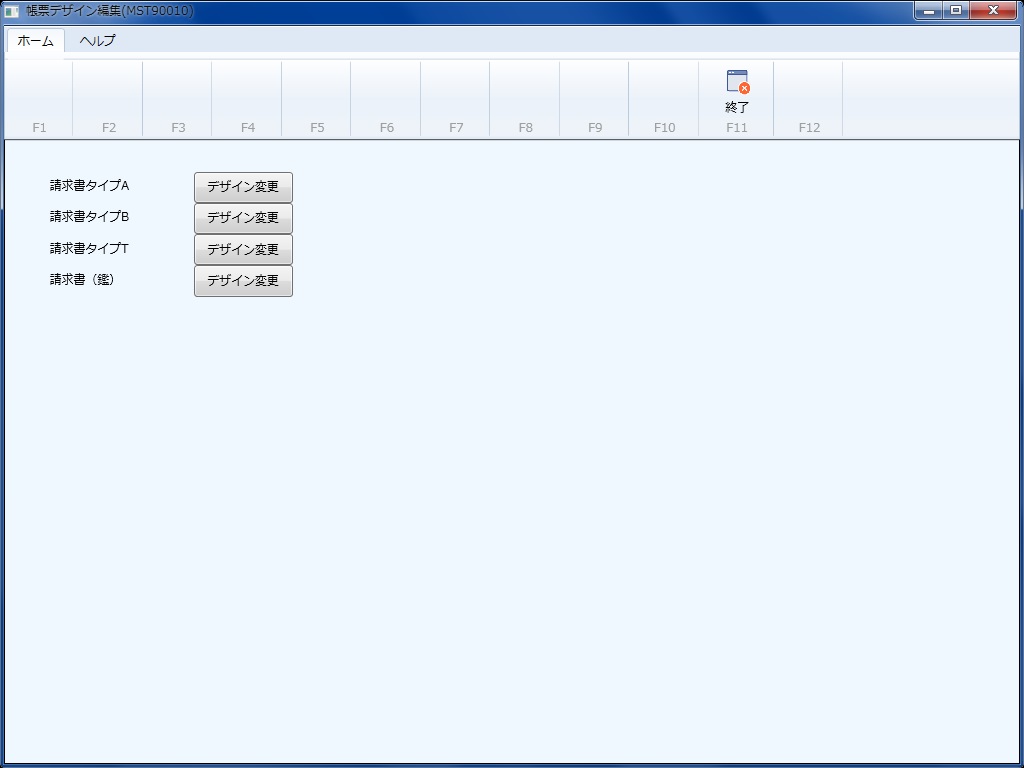 帳票デザイン編集(MST90010)
ホーム ヘルプ
終了
F1 F2 F3 F4 F5 F6 F7 F8 F9 F10 F11 F12
請求書タイプA デザイン変更
請求書タイプB デザイン変更
請求書タイプT デザイン変更
請求書（鑑） デザイン変更